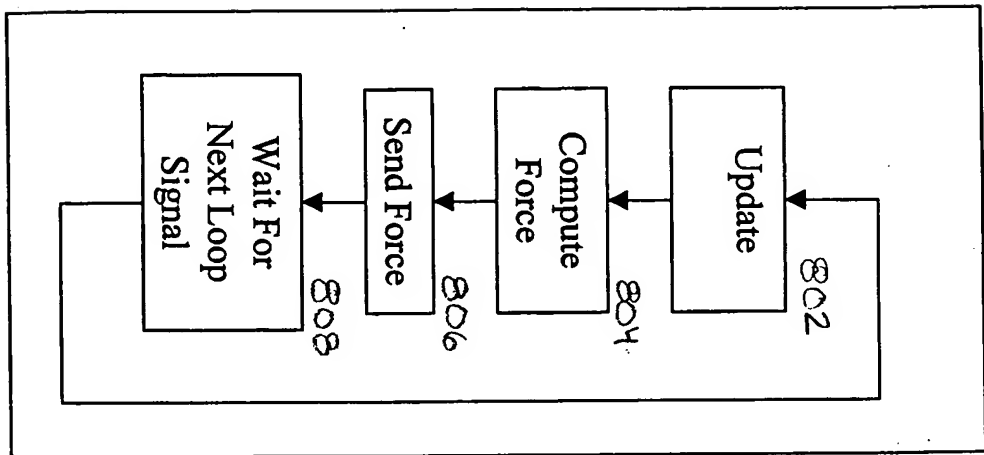 802
Update
804
Compute
Force
806
Send Force
808
Wait For
Next Loop
Signal